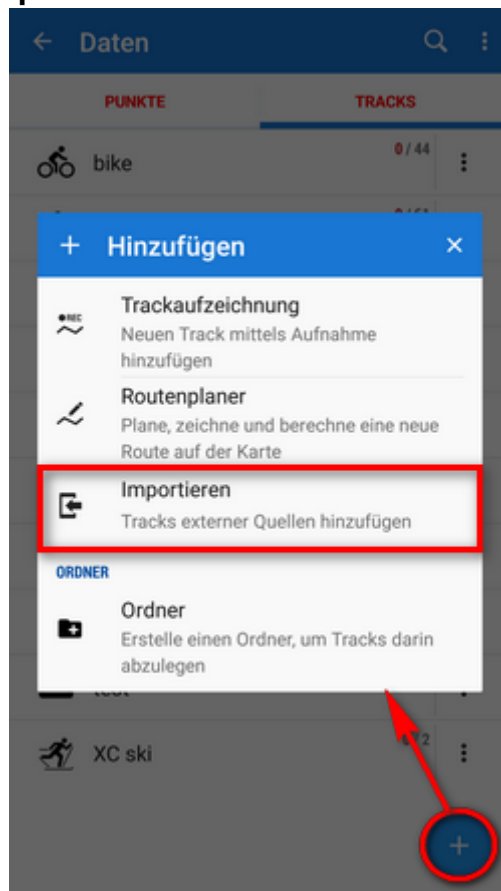 Daten
PUNKTE
TRACKS
bike
0 / 44
Hinzufügen
Trackaufzeichnung
●REC
Neuen Track mittels Aufnahme
hinzufügen
Routenplaner
Plane, zeichne und berechne eine neue
Route auf der Karte
Importieren
Tracks externer Quellen hinzufügen
ORDNER
Ordner
Erstelle einen Ordner, um Tracks darin
abzulegen
XC ski